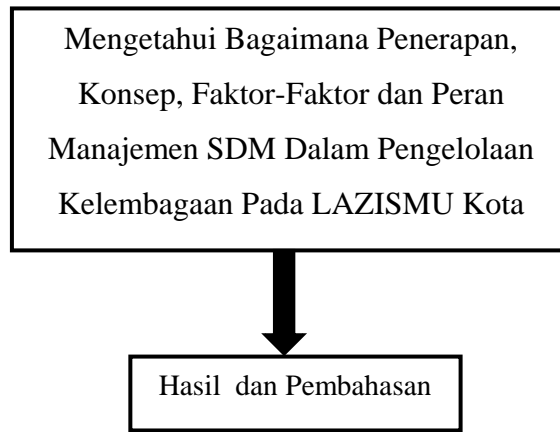 Mengetahui Bagaimana Penerapan,
Konsep, Faktor-Faktor dan Peran
Manajemen SDM Dalam Pengelolaan
Kelembagaan Pada LAZISMU Kota
Hasil dan Pembahasan